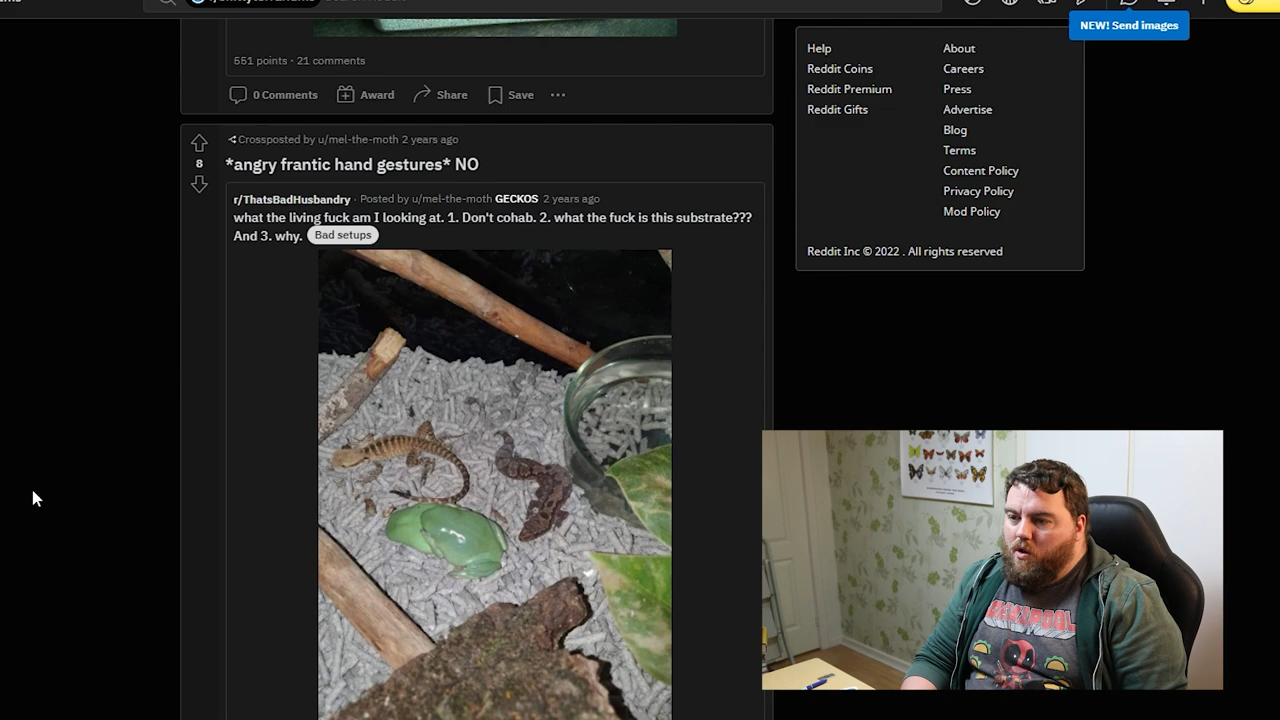 NEW! Send images
551 points · 21 comments
0 Comments Award Share Save
Crossposted by u/mel-the-moth 2 years ago
8
*angry frantic hand gestures* NO
r/ThatsBadHusbandry · Posted by u/mel-the-moth GECKOS 2 years ago
what the living fuck am I looking at. 1. Don't cohab. 2. what the fuck is this substrate???
And 3. why. Bad setups
Help About
Reddit Coins Careers
Reddit Premium Press
Reddit Gifts Advertise
Blog
Terms
Content Policy
Privacy Policy
Mod Policy
Reddit Inc © 2022 . All rights reserved
DEADPOOL